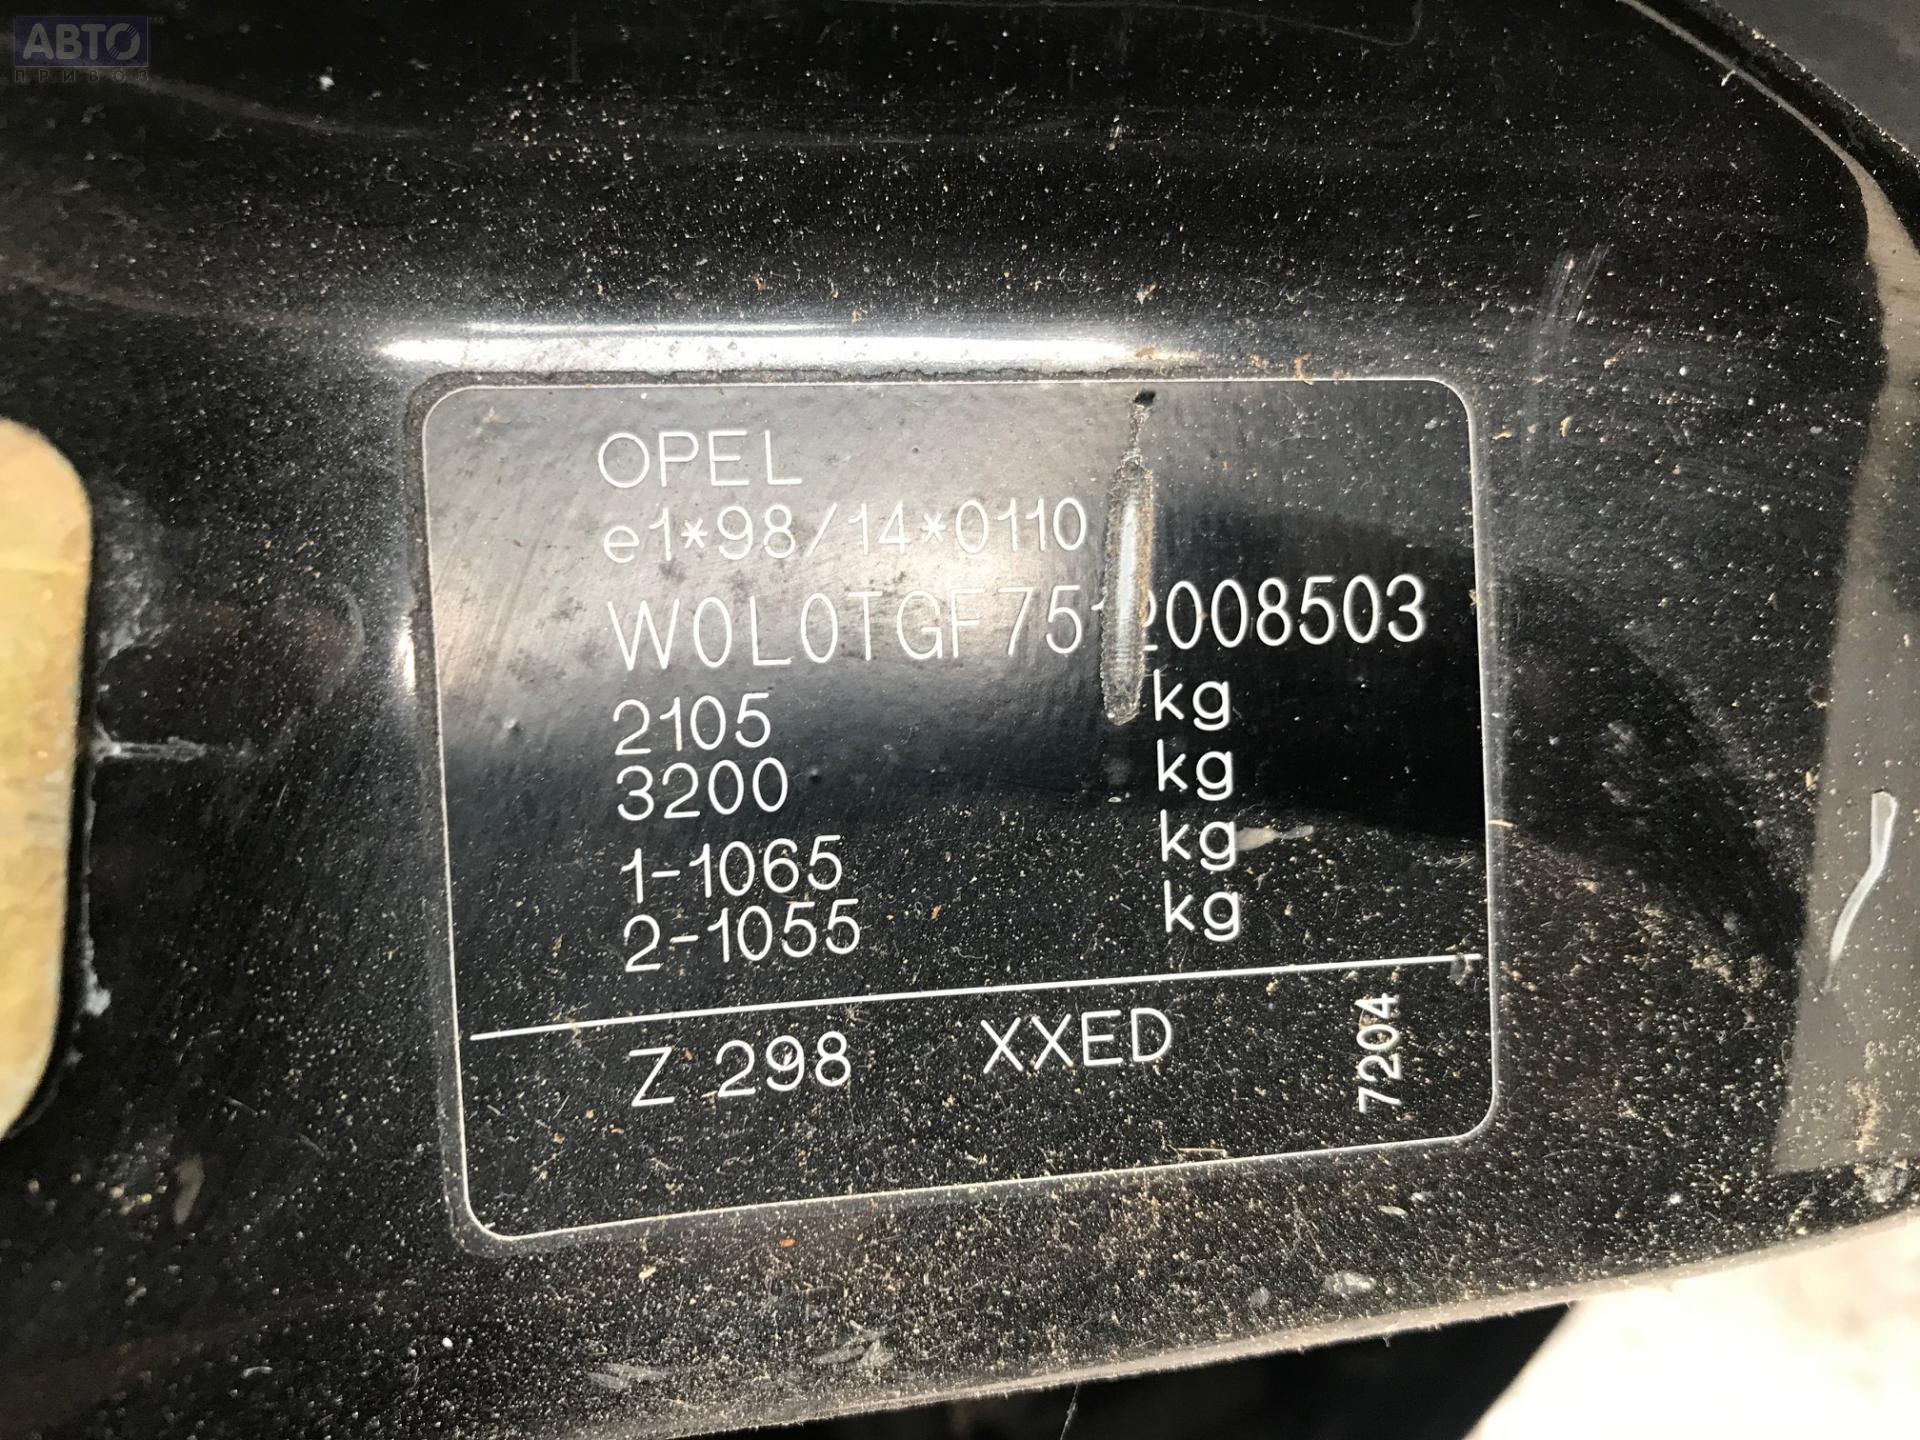 АВТО
ПРИВОЗ
OPEL
e1*98/14*0110
W0L0TGF7512008503
2105 kg
3200 kg
1-1065 kg
2-1055 kg
Z 298 XXED 7204